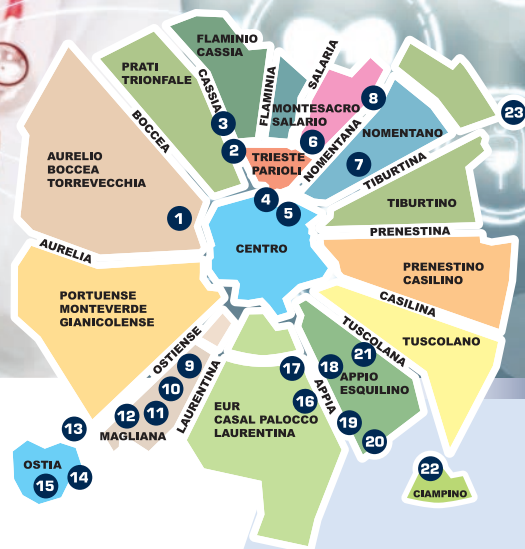 FLAMINIO
CASSIA
PRATI
TRIONFALE
CASSIA
FLAMINIA
SALARIA
BOCCEA
3
2
MONTESACRO
SALARIO
8
6
NOMENTANA
NOMENTANO
7
23
TRIESTE
PARIOLI
TIBURTINA
AURELIO
BOCCEA
TORREVECCHIA
1
4
5
TIBURTINO
PRENESTINA
CENTRO
AURELIA
PRENESTINO
CASILINO
CASILINA
PORTUENSE
MONTEVERDE
GIANICOLENSE
TUSCOLANA
TUSCOLANO
OSTIENSE
9
10
11
12
MAGLIANA
LAURENTINA
17
16
APPIA
EUR
CASAL PALOCCO
LAURENTINA
18
21
APPIO
ESQUILINO
19
20
13
OSTIA
15
14
22
CIAMPINO